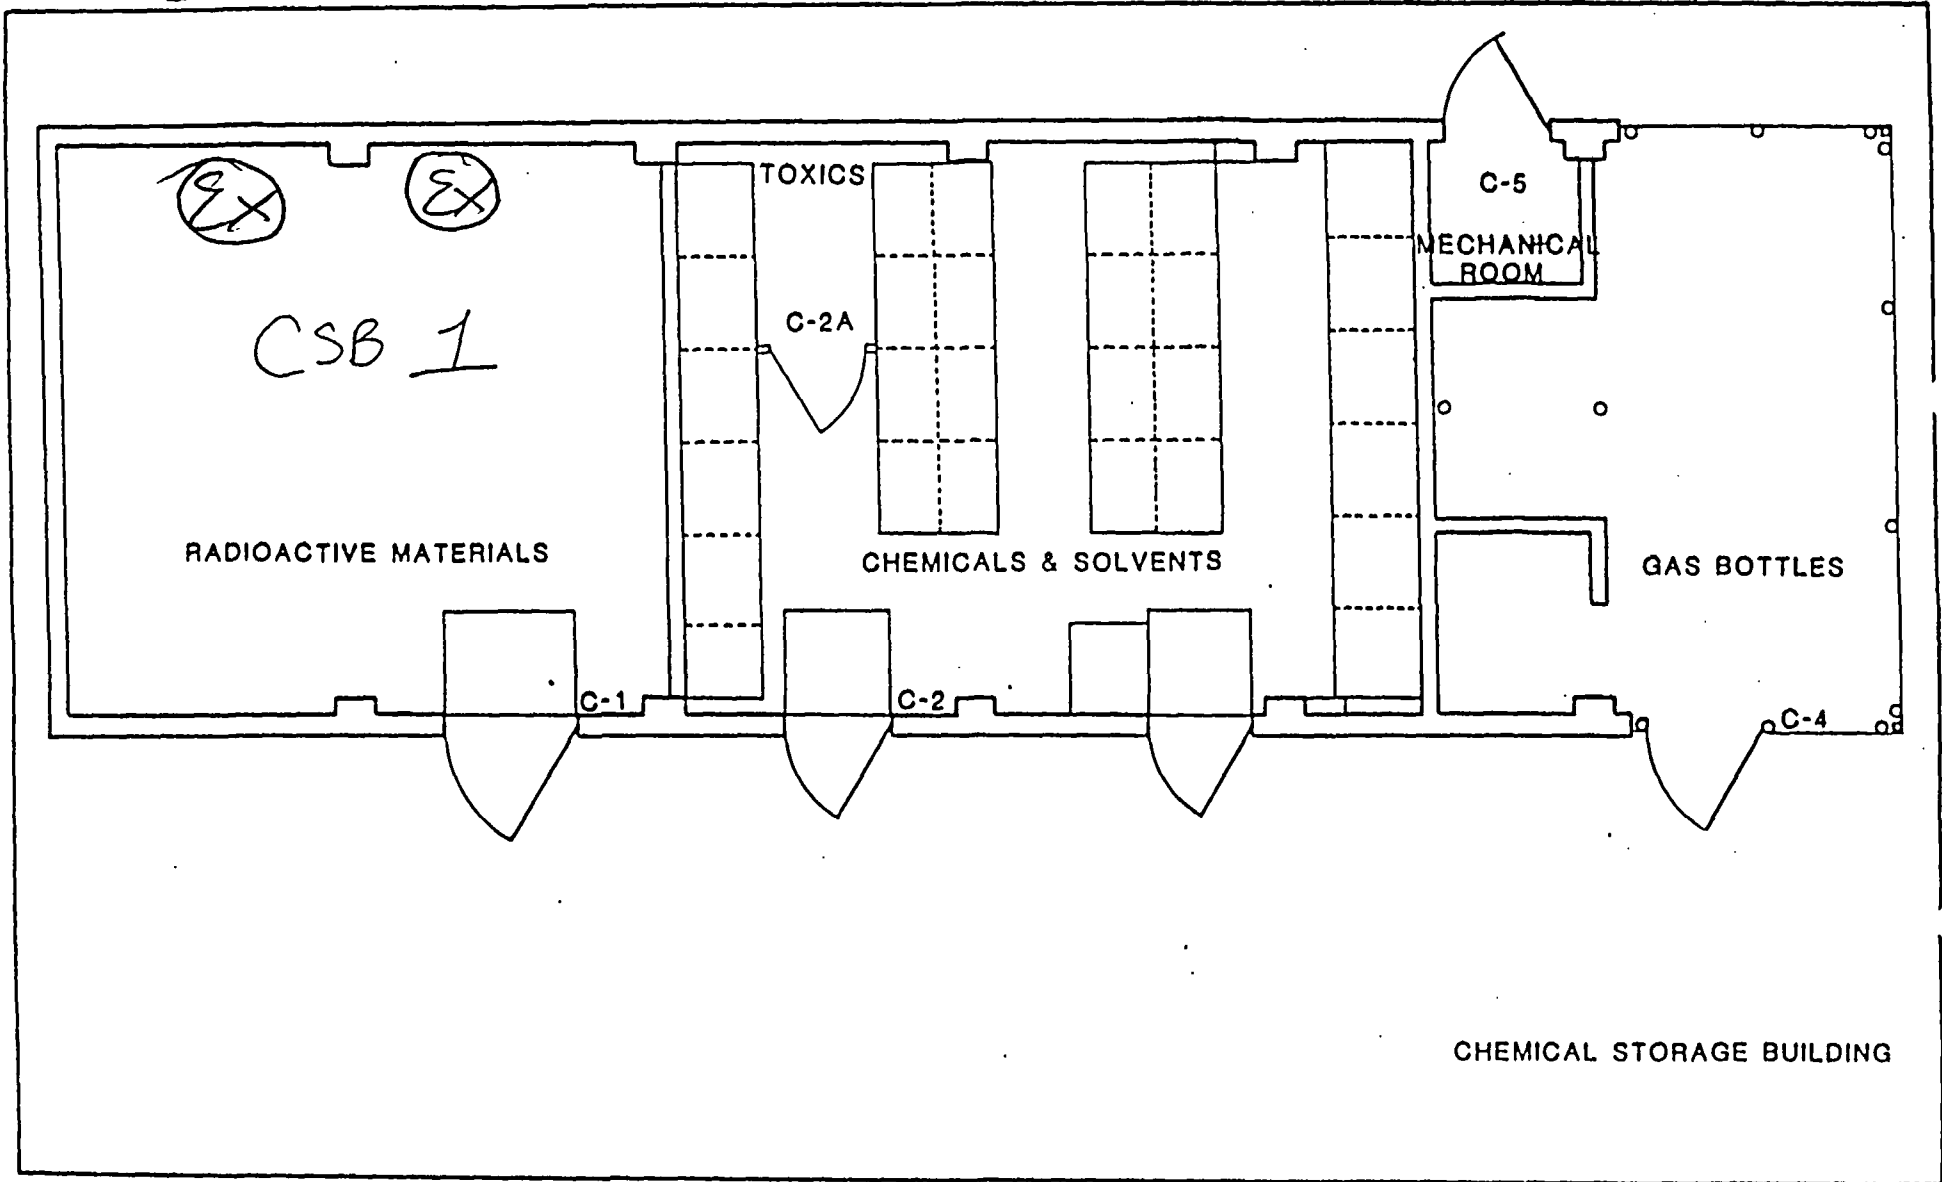 Ex
Ex
TOXICS
C-5
MECHANICAL
ROOM
C-2A
CSB 1
RADIOACTIVE MATERIALS
CHEMICALS & SOLVENTS
GAS BOTTLES
C-1
C-2
C-4
CHEMICAL STORAGE BUILDING